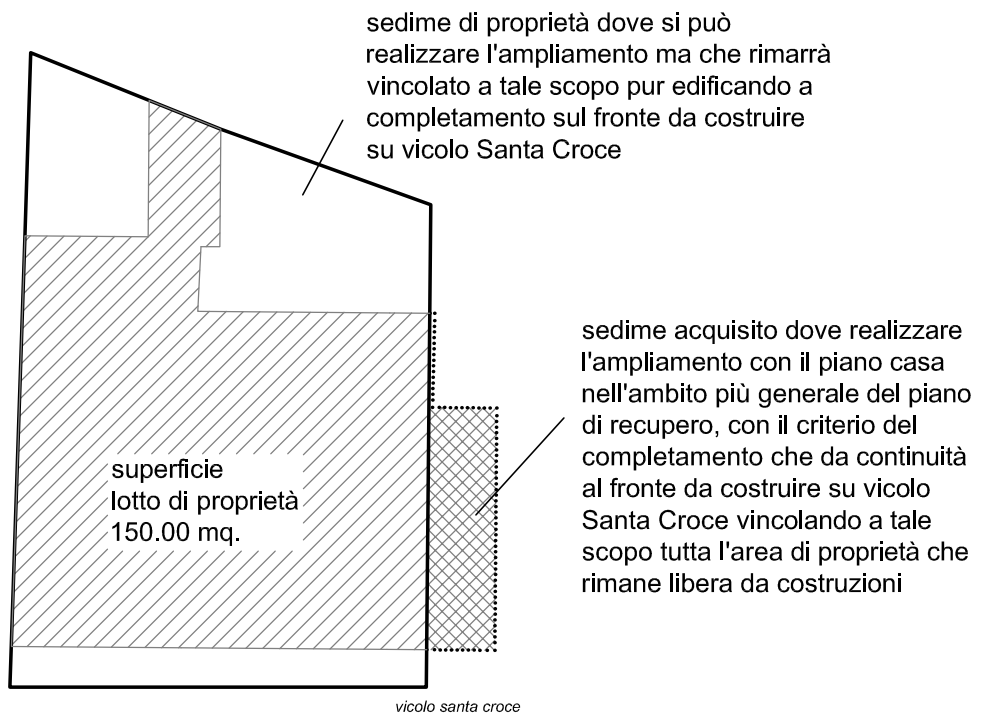 sedime di proprietà dove si può
realizzare l'ampliamento ma che rimarrà
vincolato a tale scopo pur edificando a
completamento sul fronte da costruire
su vicolo Santa Croce
sedime acquisito dove realizzare
l'ampliamento con il piano casa
nell'ambito più generale del piano
di recupero, con il criterio del
completamento che da continuità
al fronte da costruire su vicolo
Santa Croce vincolando a tale
scopo tutta l'area di proprietà che
rimane libera da costruzioni
superficie
lotto di proprietà
150.00 mq.
vicolo santa croce